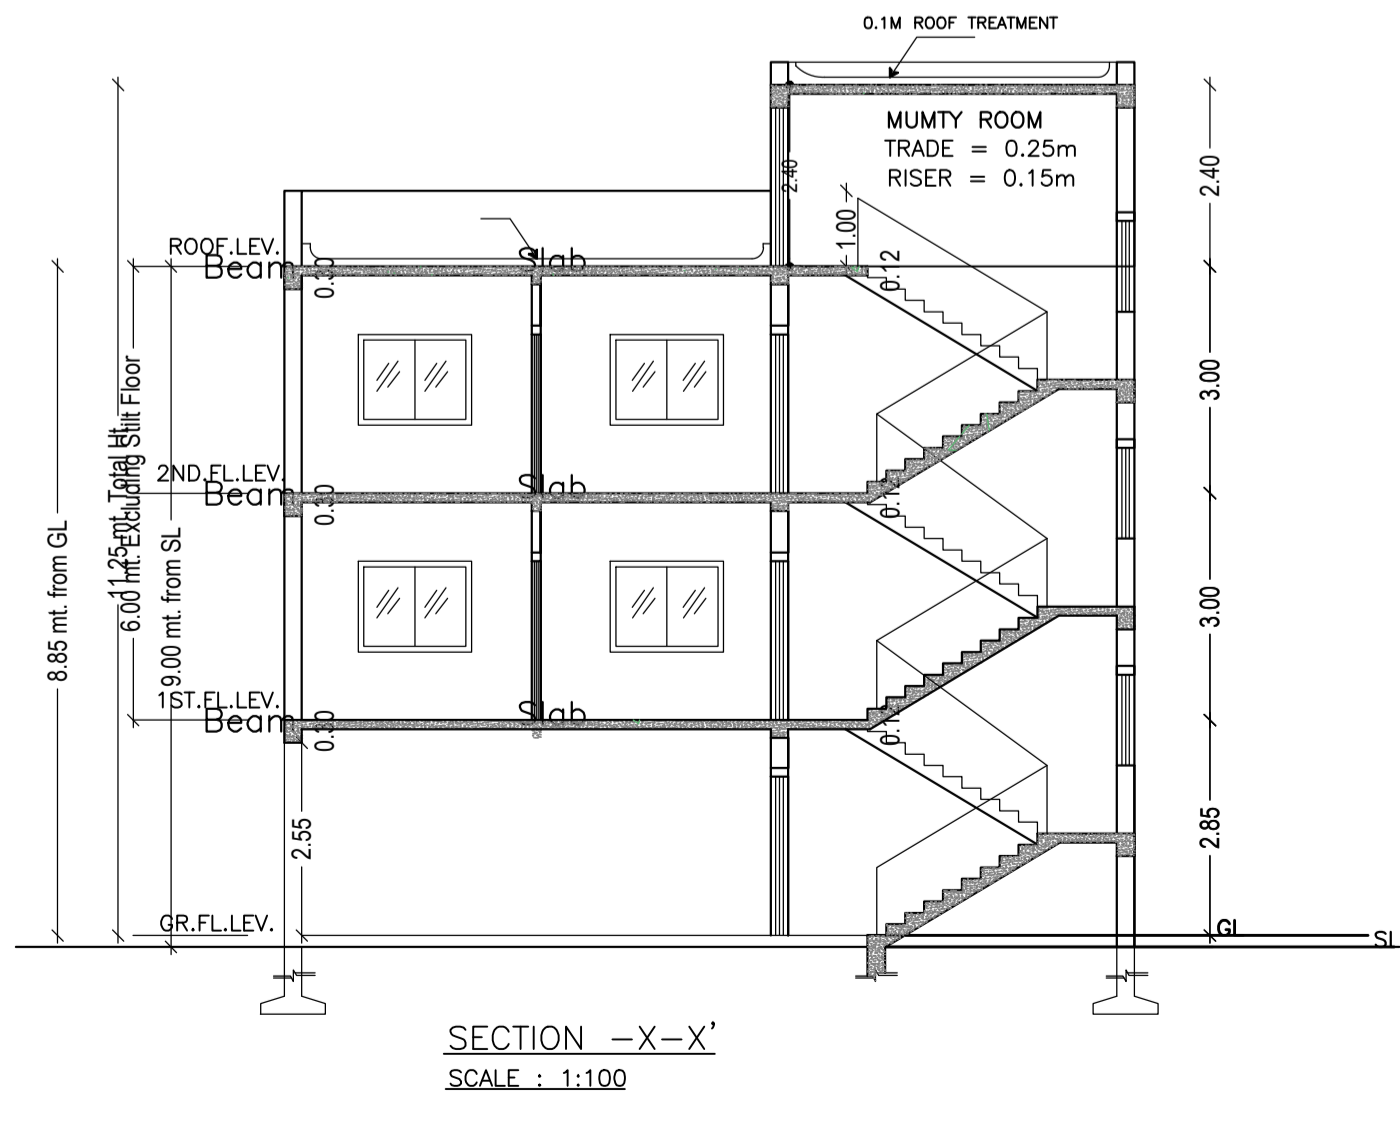 0.1M ROOF TREATMENT
MUMTY ROOM
TRADE = 0.25m
RISER = 0.15m
2.40
2.40
1.00
ROOF.LEV.
Beam
0.30
Slab
0.12
3.00
2ND.FL.LEV.
Beam
0.30
Slab
3.00
8.85 mt. from GL
11.25 mt. Total Ht.
6.00 mt. Excluding Stilt Floor
9.00 mt. from SL
1ST.FL.LEV.
Beam
0.30
Slab
2.55
2.85
GR.FL.LEV.
GL
SL
SECTION -X-X'
SCALE : 1:100